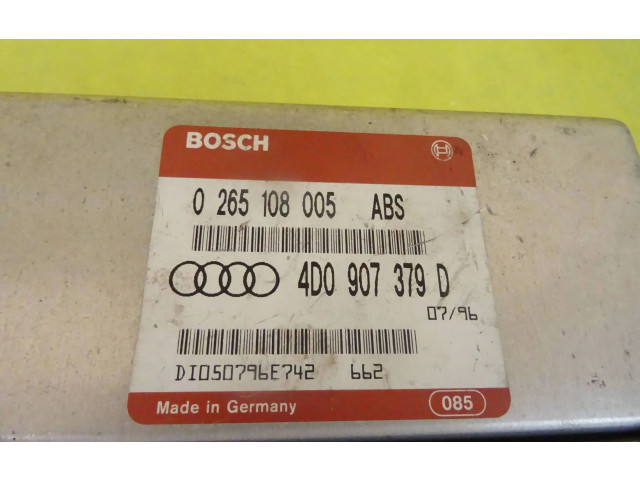 BOSCH
0 265 108 005 ABS
4D0 907 379 D
07/96
DI050796E742 662
Made in Germany 085